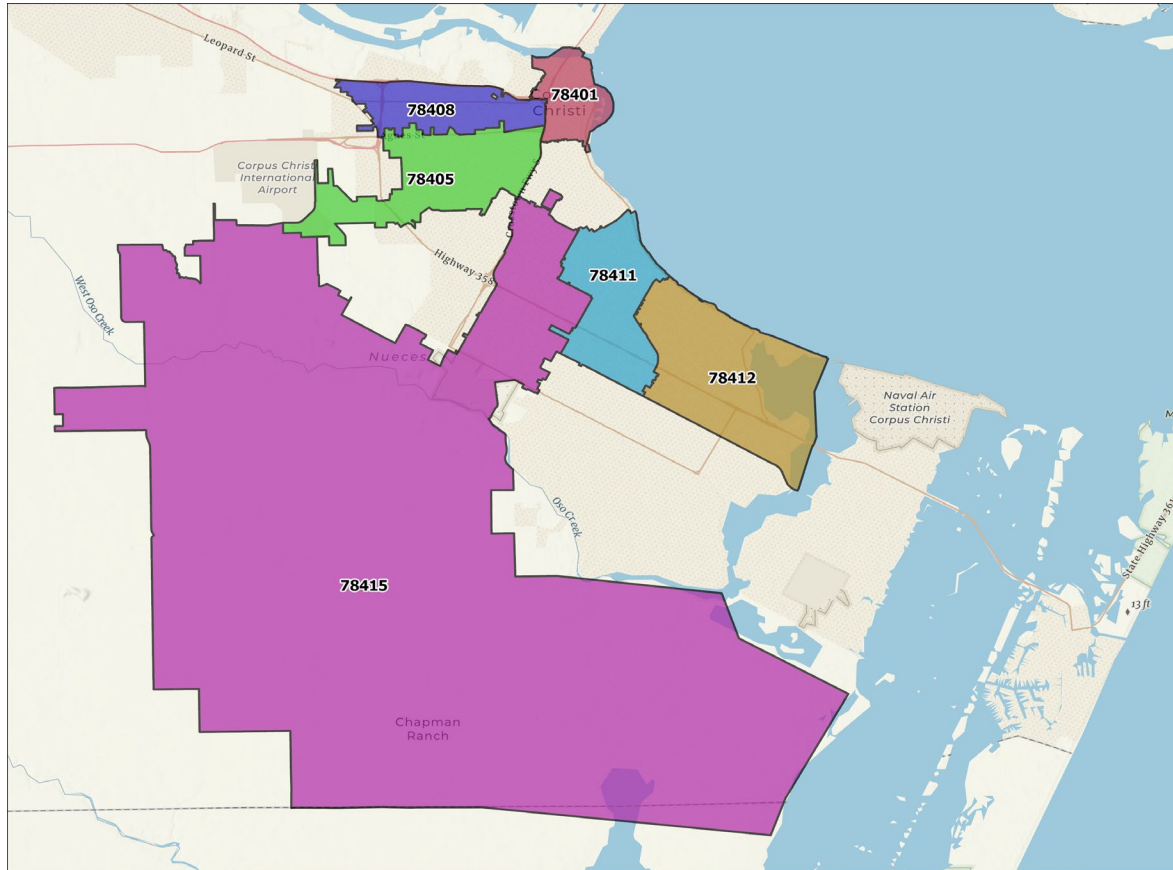 Leopard St
78401
Christi
78408
Corpus Christi
International
Airport
78405
Highway 358
78411
West Oso Creek
Nueces
78412
Naval Air
Station
Corpus Christi
Oso Creek
State Highway 361
78415
13 ft
Chapman
Ranch